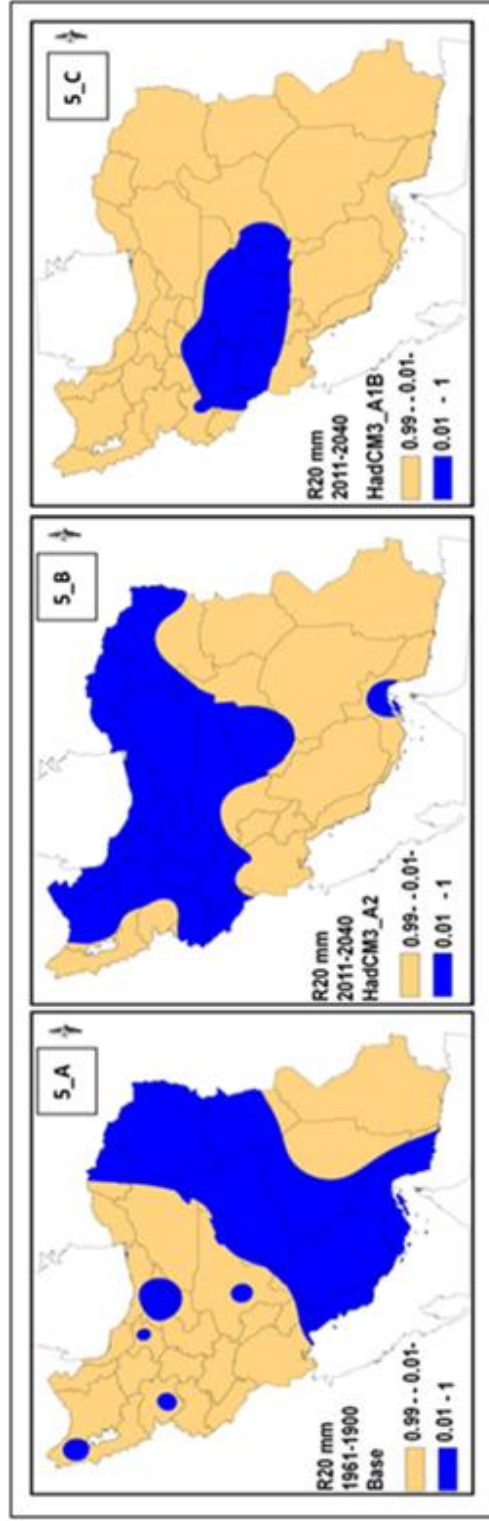 5_A
R20 mm
1961-1900
Base
0.99- - 0.01-
0.01 - 1
5_B
R20 mm
2011-2040
HadCM3_A2
0.99- - 0.01-
0.01 - 1
5_C
R20 mm
2011-2040
HadCM3_A1B
0.99- - 0.01-
0.01 - 1